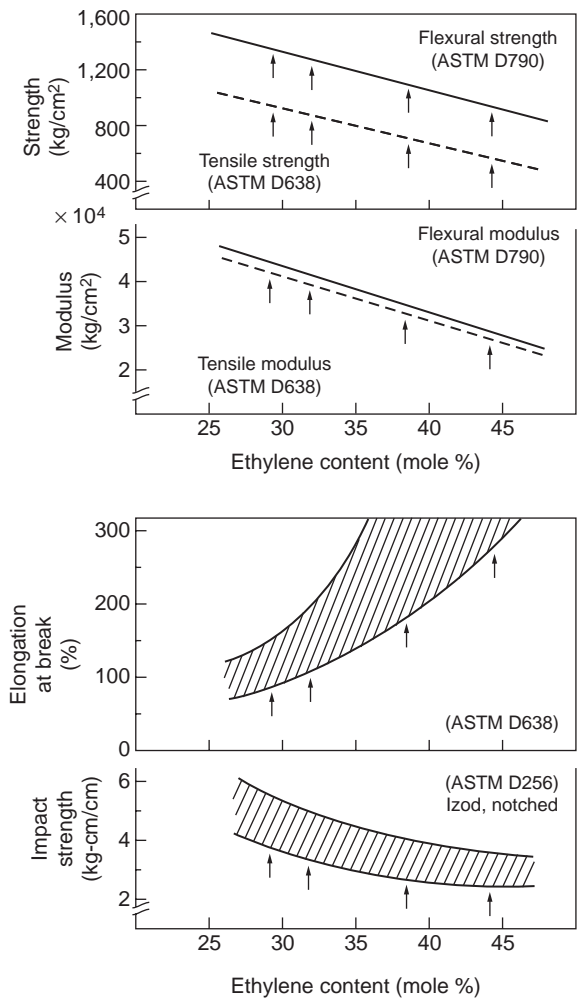 1,600
1,200
800
400
Strength
(kg/cm2)
Flexural strength
(ASTM D790)
Tensile strength
(ASTM D638)
× 10⁴
5
4
3
2
Modulus
(kg/cm2)
Flexural modulus
(ASTM D790)
Tensile modulus
(ASTM D638)
25 30 35 40 45
Ethylene content (mole %)
300
200
100
0
Elongation
at break
(%)
(ASTM D638)
6
4
2
Impact
strength
(kg-cm/cm)
(ASTM D256)
Izod, notched
25 30 35 40 45
Ethylene content (mole %)